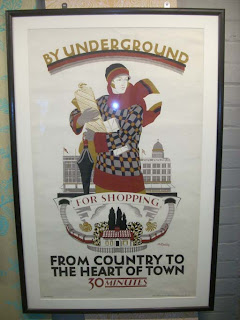 BY UNDERGROUND
FOR SHOPPING
FROM COUNTRY TO
THE HEART OF TOWN
30 MINUTES